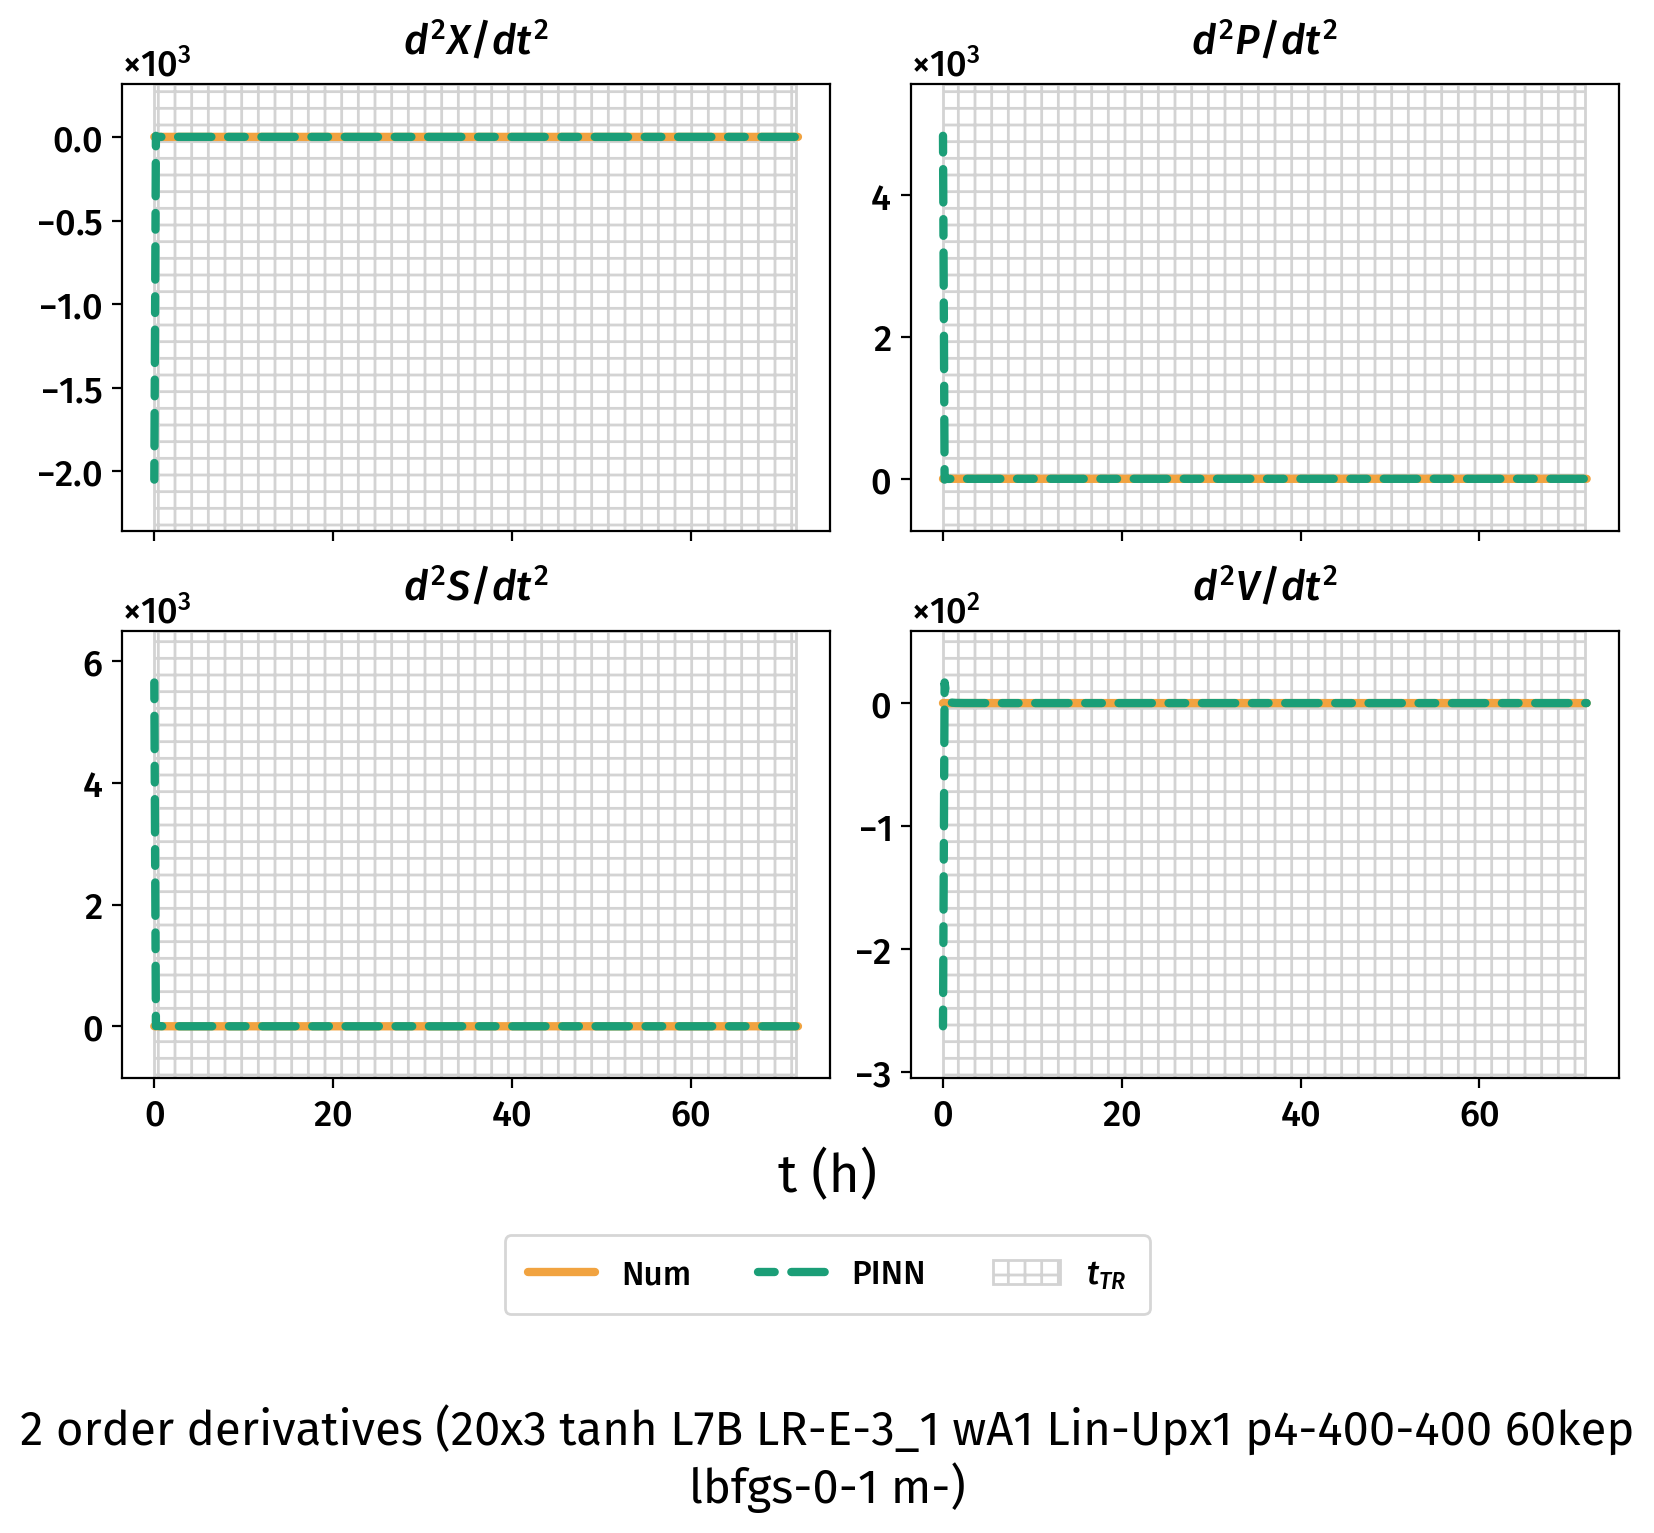 d²X/dt²
×10³
0.0
−0.5
−1.0
−1.5
−2.0
d²P/dt²
×10³
4
2
0
d²S/dt²
×10³
6
4
2
0
0 20 40 60
d²V/dt²
×10²
0
−1
−2
−3
0 20 40 60
t (h)
Num PINN t_TR
2 order derivatives (20x3 tanh L7B LR-E-3_1 wA1 Lin-Upx1 p4-400-400 60kep
lbfgs-0-1 m-)